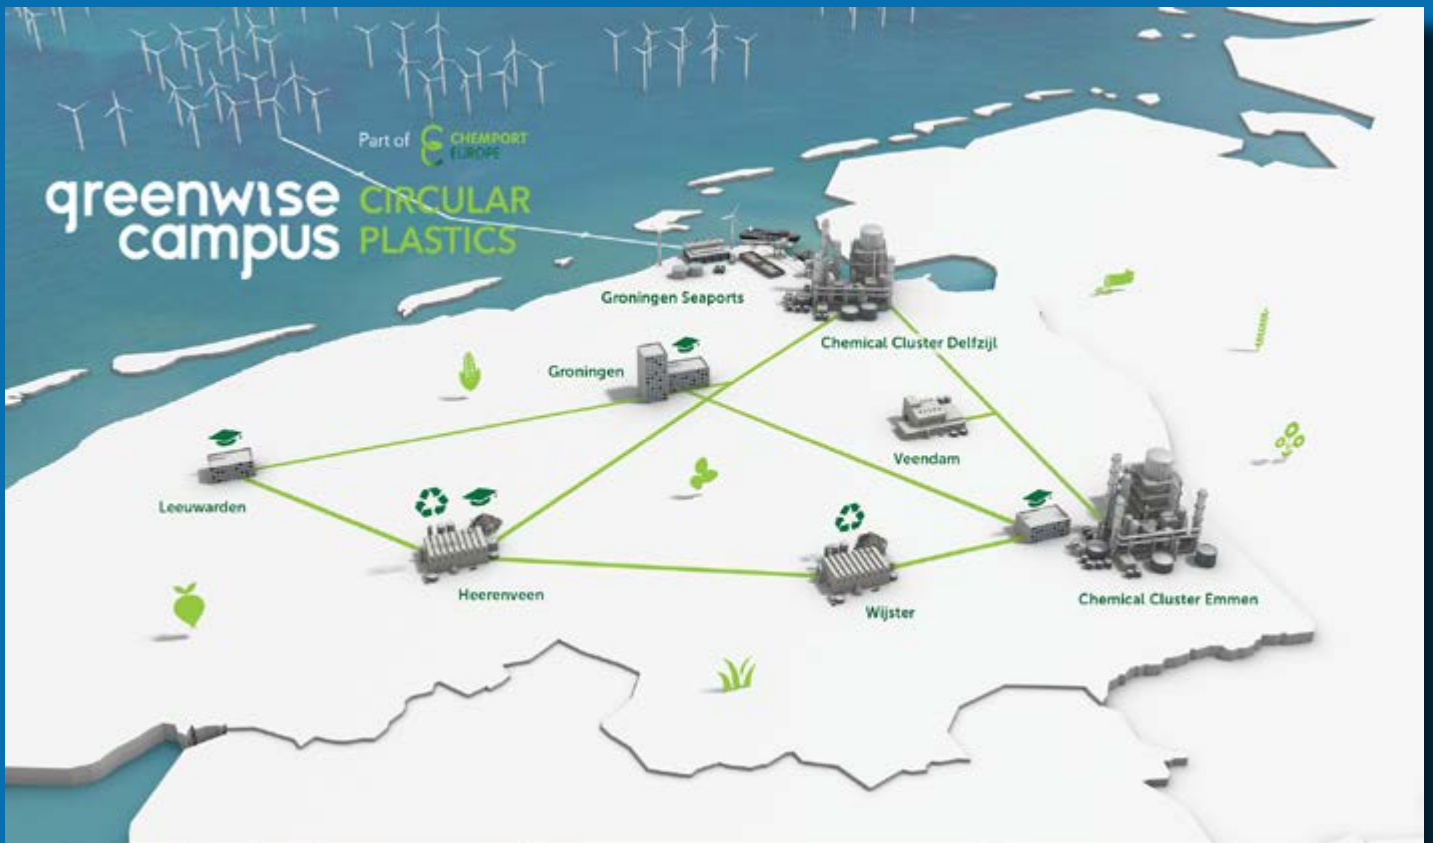 Part of CHEMPORT
EUROPE
greenwise
campus
CIRCULAR
PLASTICS
Groningen Seaports
Chemical Cluster Delfzijl
Groningen
Veendam
Leeuwarden
Heerenveen
Wijster
Chemical Cluster Emmen